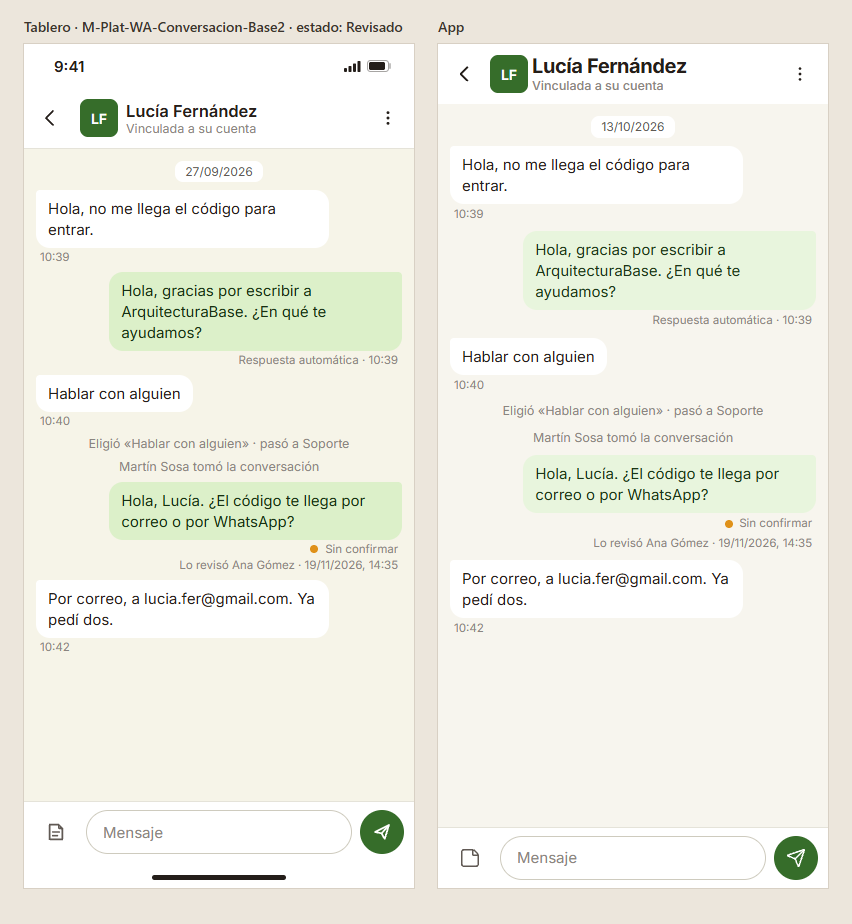 Tablero · M-Plat-WA-Conversacion-Base2 · estado: Revisado
9:41
LF
Lucía Fernández
Vinculada a su cuenta
27/09/2026
Hola, no me llega el código para
entrar.
10:39
Hola, gracias por escribir a
ArquitecturaBase. ¿En qué te
ayudamos?
Respuesta automática · 10:39
Hablar con alguien
10:40
Eligió «Hablar con alguien» · pasó a Soporte
Martín Sosa tomó la conversación
Hola, Lucía. ¿El código te llega por
correo o por WhatsApp?
Sin confirmar
Lo revisó Ana Gómez · 19/11/2026, 14:35
Por correo, a lucia.fer@gmail.com. Ya
pedí dos.
10:42
Mensaje
App
LF
Lucía Fernández
Vinculada a su cuenta
13/10/2026
Hola, no me llega el código para
entrar.
10:39
Hola, gracias por escribir a
ArquitecturaBase. ¿En qué te
ayudamos?
Respuesta automática · 10:39
Hablar con alguien
10:40
Eligió «Hablar con alguien» · pasó a Soporte
Martín Sosa tomó la conversación
Hola, Lucía. ¿El código te llega por
correo o por WhatsApp?
Sin confirmar
Lo revisó Ana Gómez · 19/11/2026, 14:35
Por correo, a lucia.fer@gmail.com. Ya
pedí dos.
10:42
Mensaje